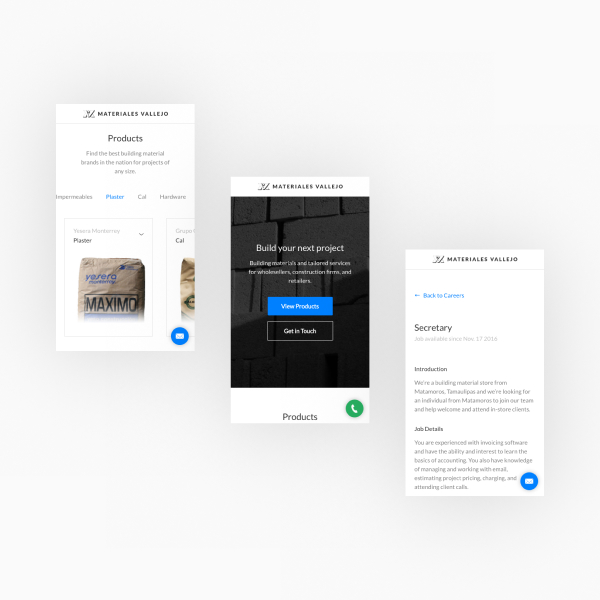 MATERIALES VALLEJO
Products
Find the best building material
brands in the nation for projects of
any size.
Impermeables Plaster Cal Hardware
Yesera Monterrey
Plaster
Grupo
Cal
yesera
monterrey
MAXIMO
MATERIALES VALLEJO
Build your next project
Building materials and tailored services
for wholesellers, construction firms, and
retailers.
View Products
Get in Touch
Products
MATERIALES VALLEJO
← Back to Careers
Secretary
Job available since Nov, 17 2016
Introduction
We're a building material store from
Matamoros, Tamaulipas and we're looking for
an individual from Matamoros to join our team
and help welcome and attend in-store clients.
Job Details
You are experienced with invoicing software
and have the ability and interest to learn the
basics of accounting. You also have knowledge
of managing and working with email,
estimating project pricing, charging, and
attending client calls.